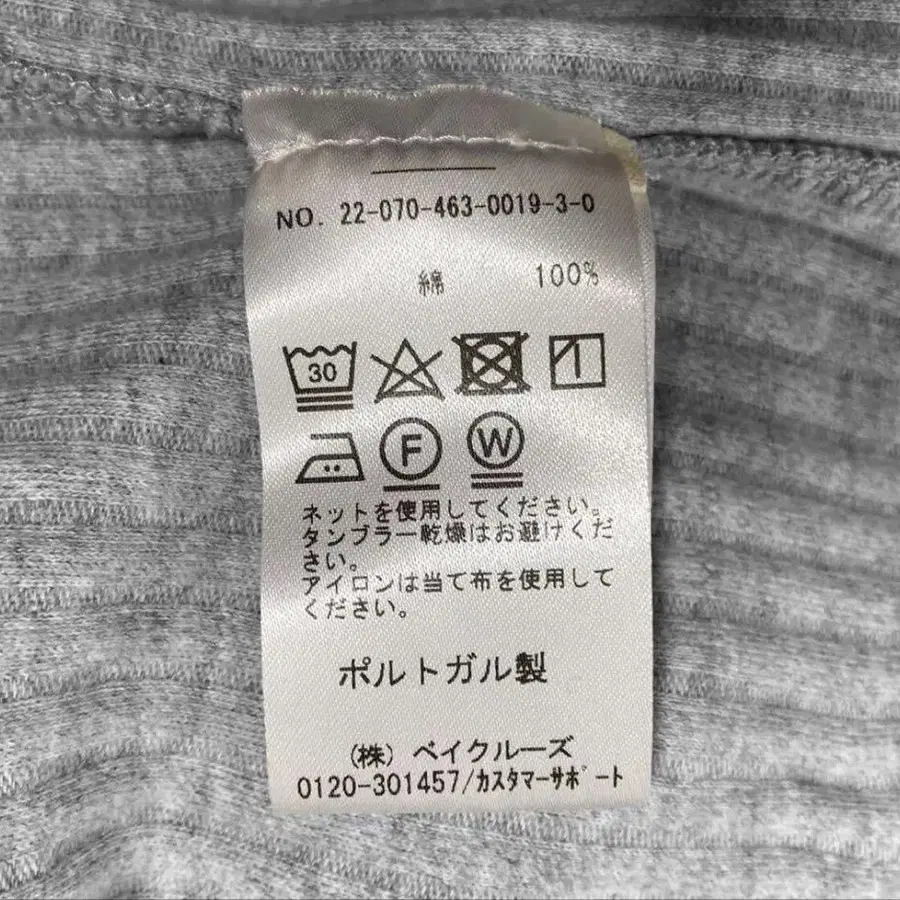 NO. 22-070-463-0019-3-0
綿 100%
30
F W
ネットを使用してください。
タンブラー乾燥はお避けくだ
さい。
アイロンは当て布を使用して
ください。
ポルトガル製
(株) ベイクルーズ
0120-301457/カスタマーサポート